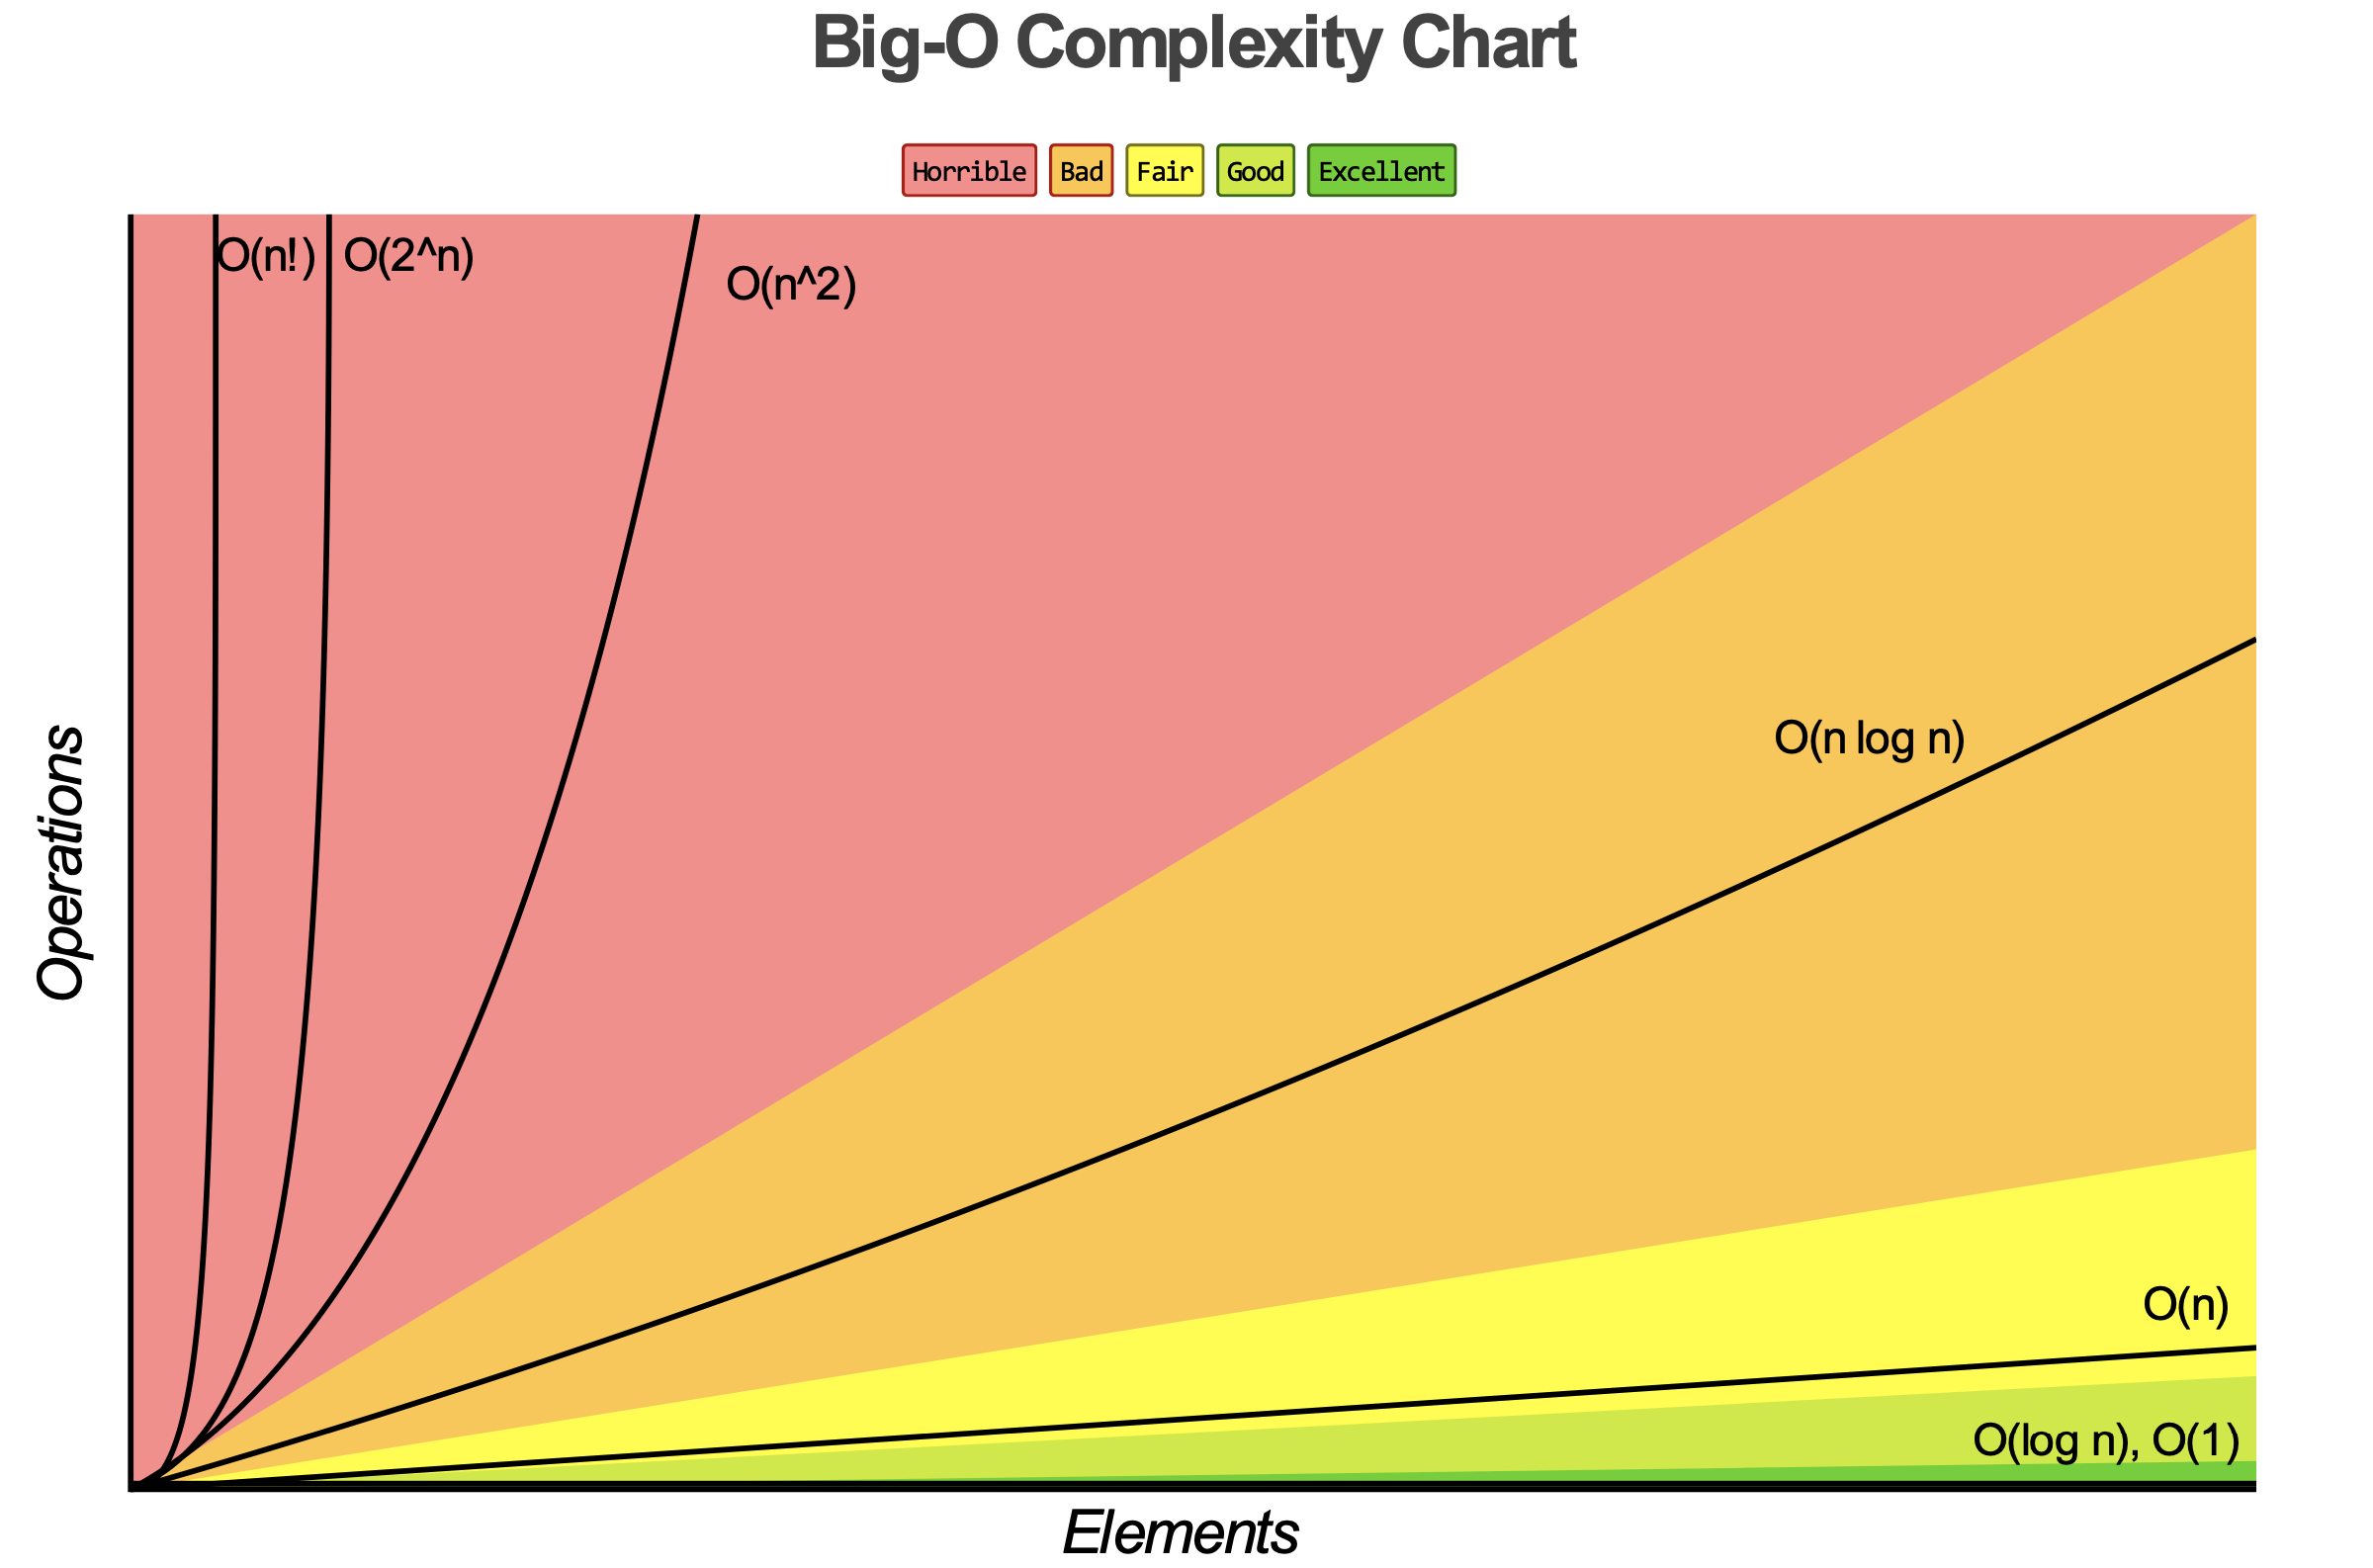 Big-O Complexity Chart
Horrible Bad Fair Good Excellent
O(n!) O(2^n)
O(n^2)
O(n log n)
O(n)
O(log n), O(1)
Operations
Elements